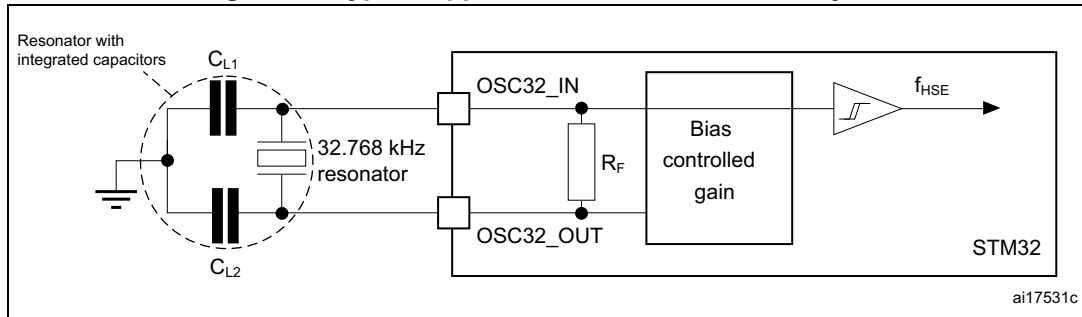 Resonator with
integrated capacitors
CL1
OSC32_IN
fHSE
32.768 kHz
resonator
RF
Bias
controlled
gain
OSC32_OUT
STM32
CL2
ai17531c